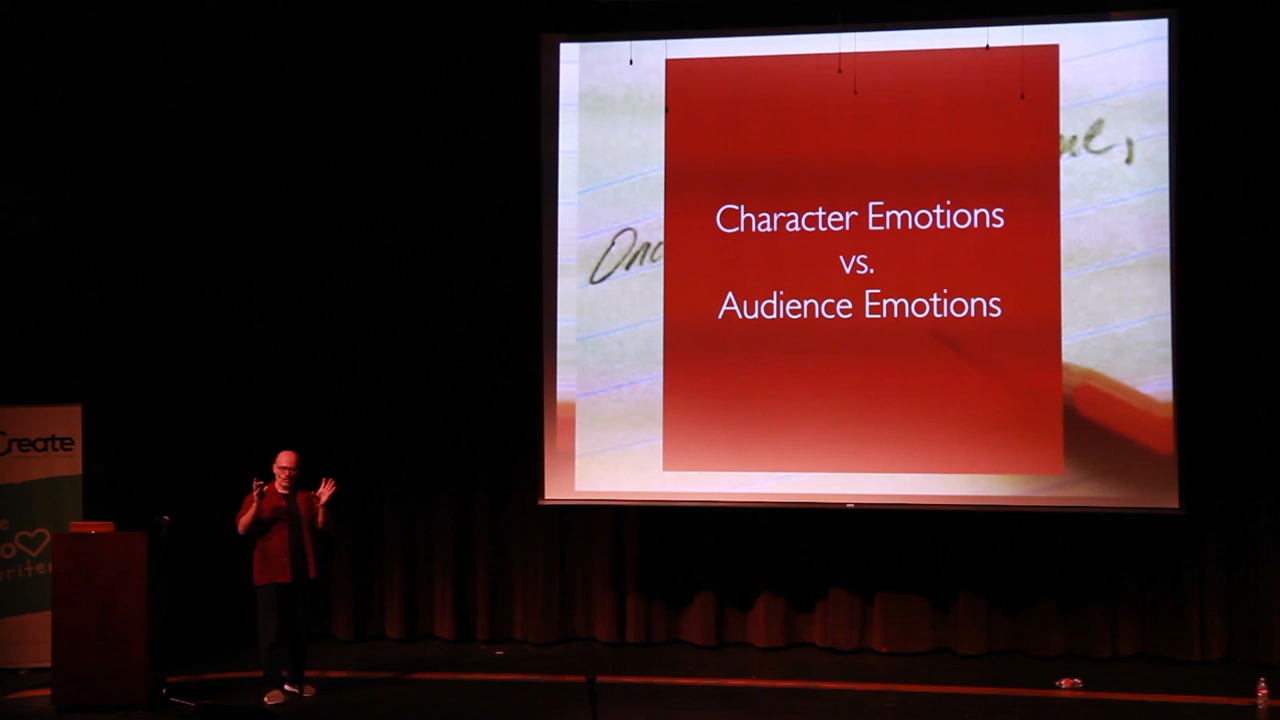 Character Emotions
vs.
Audience Emotions
Create